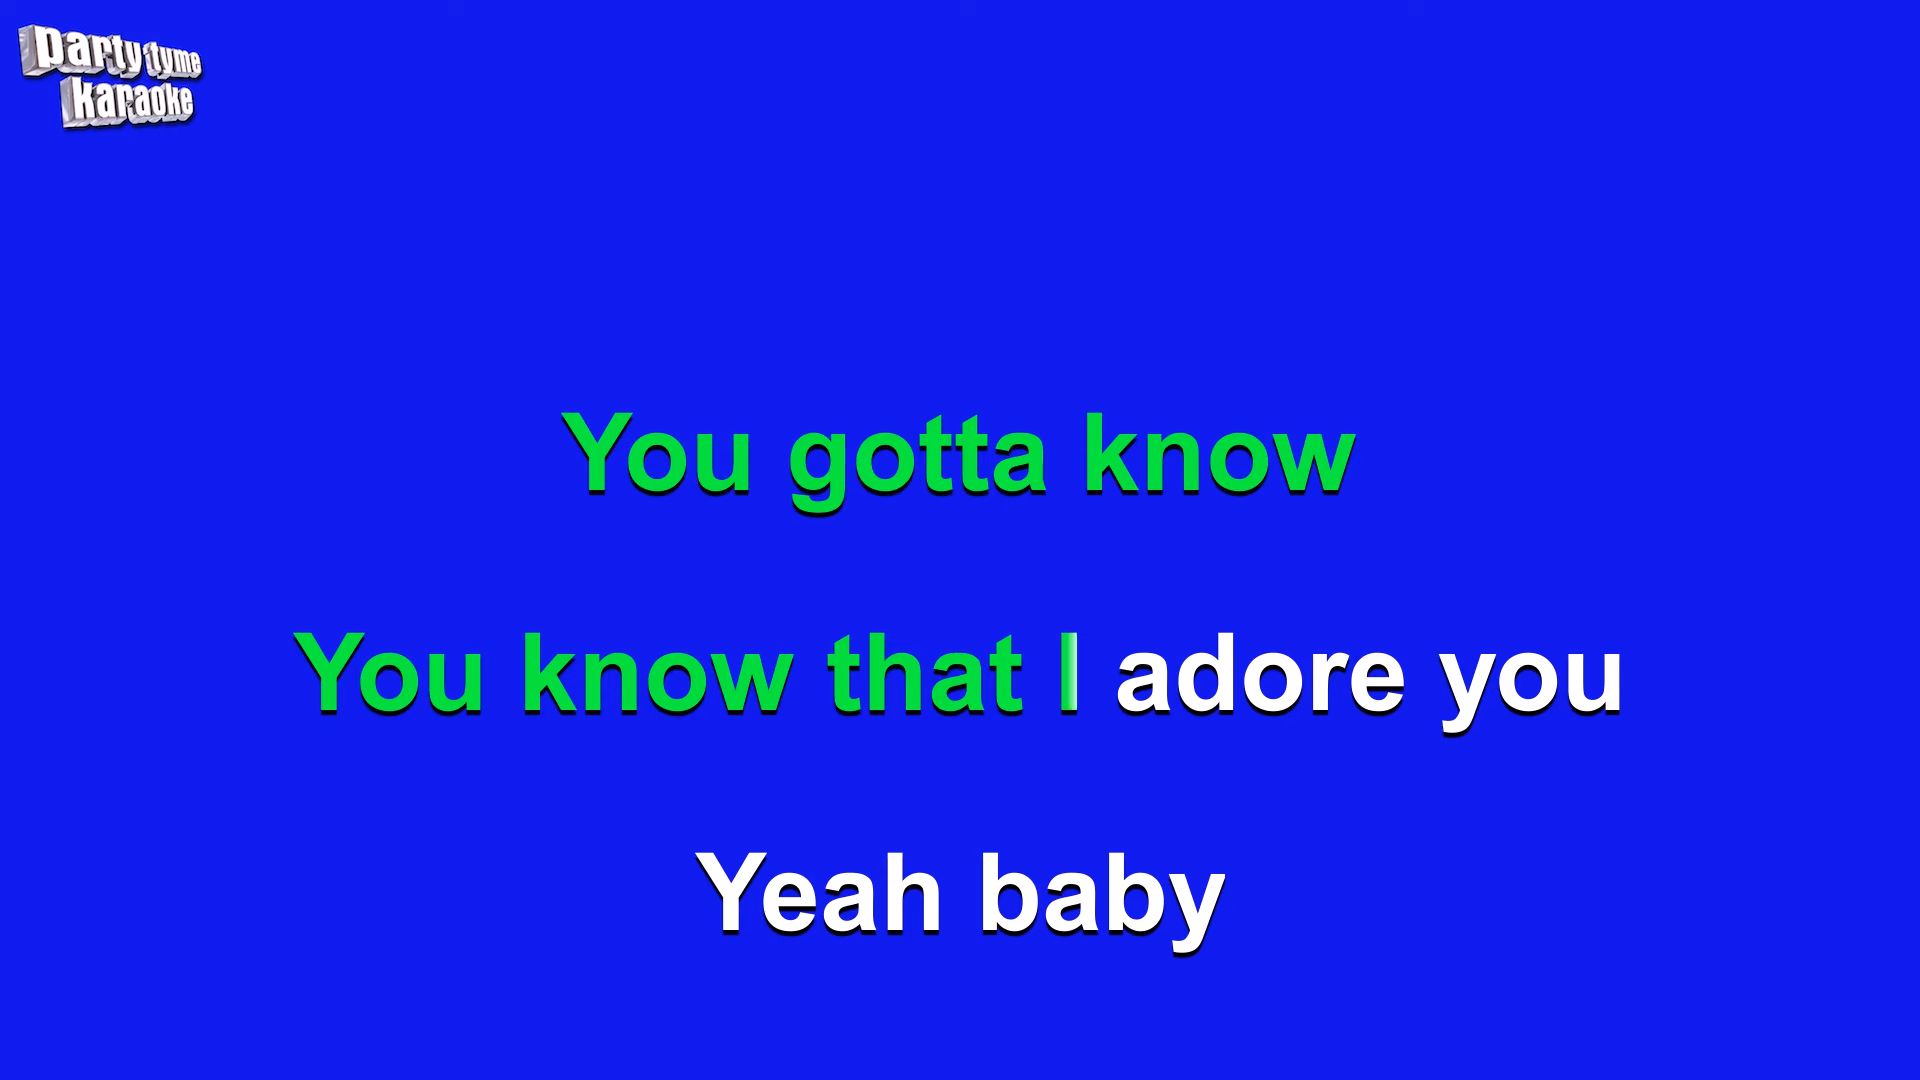 party tyme
karaoke
You gotta know
You know that I adore you
Yeah baby